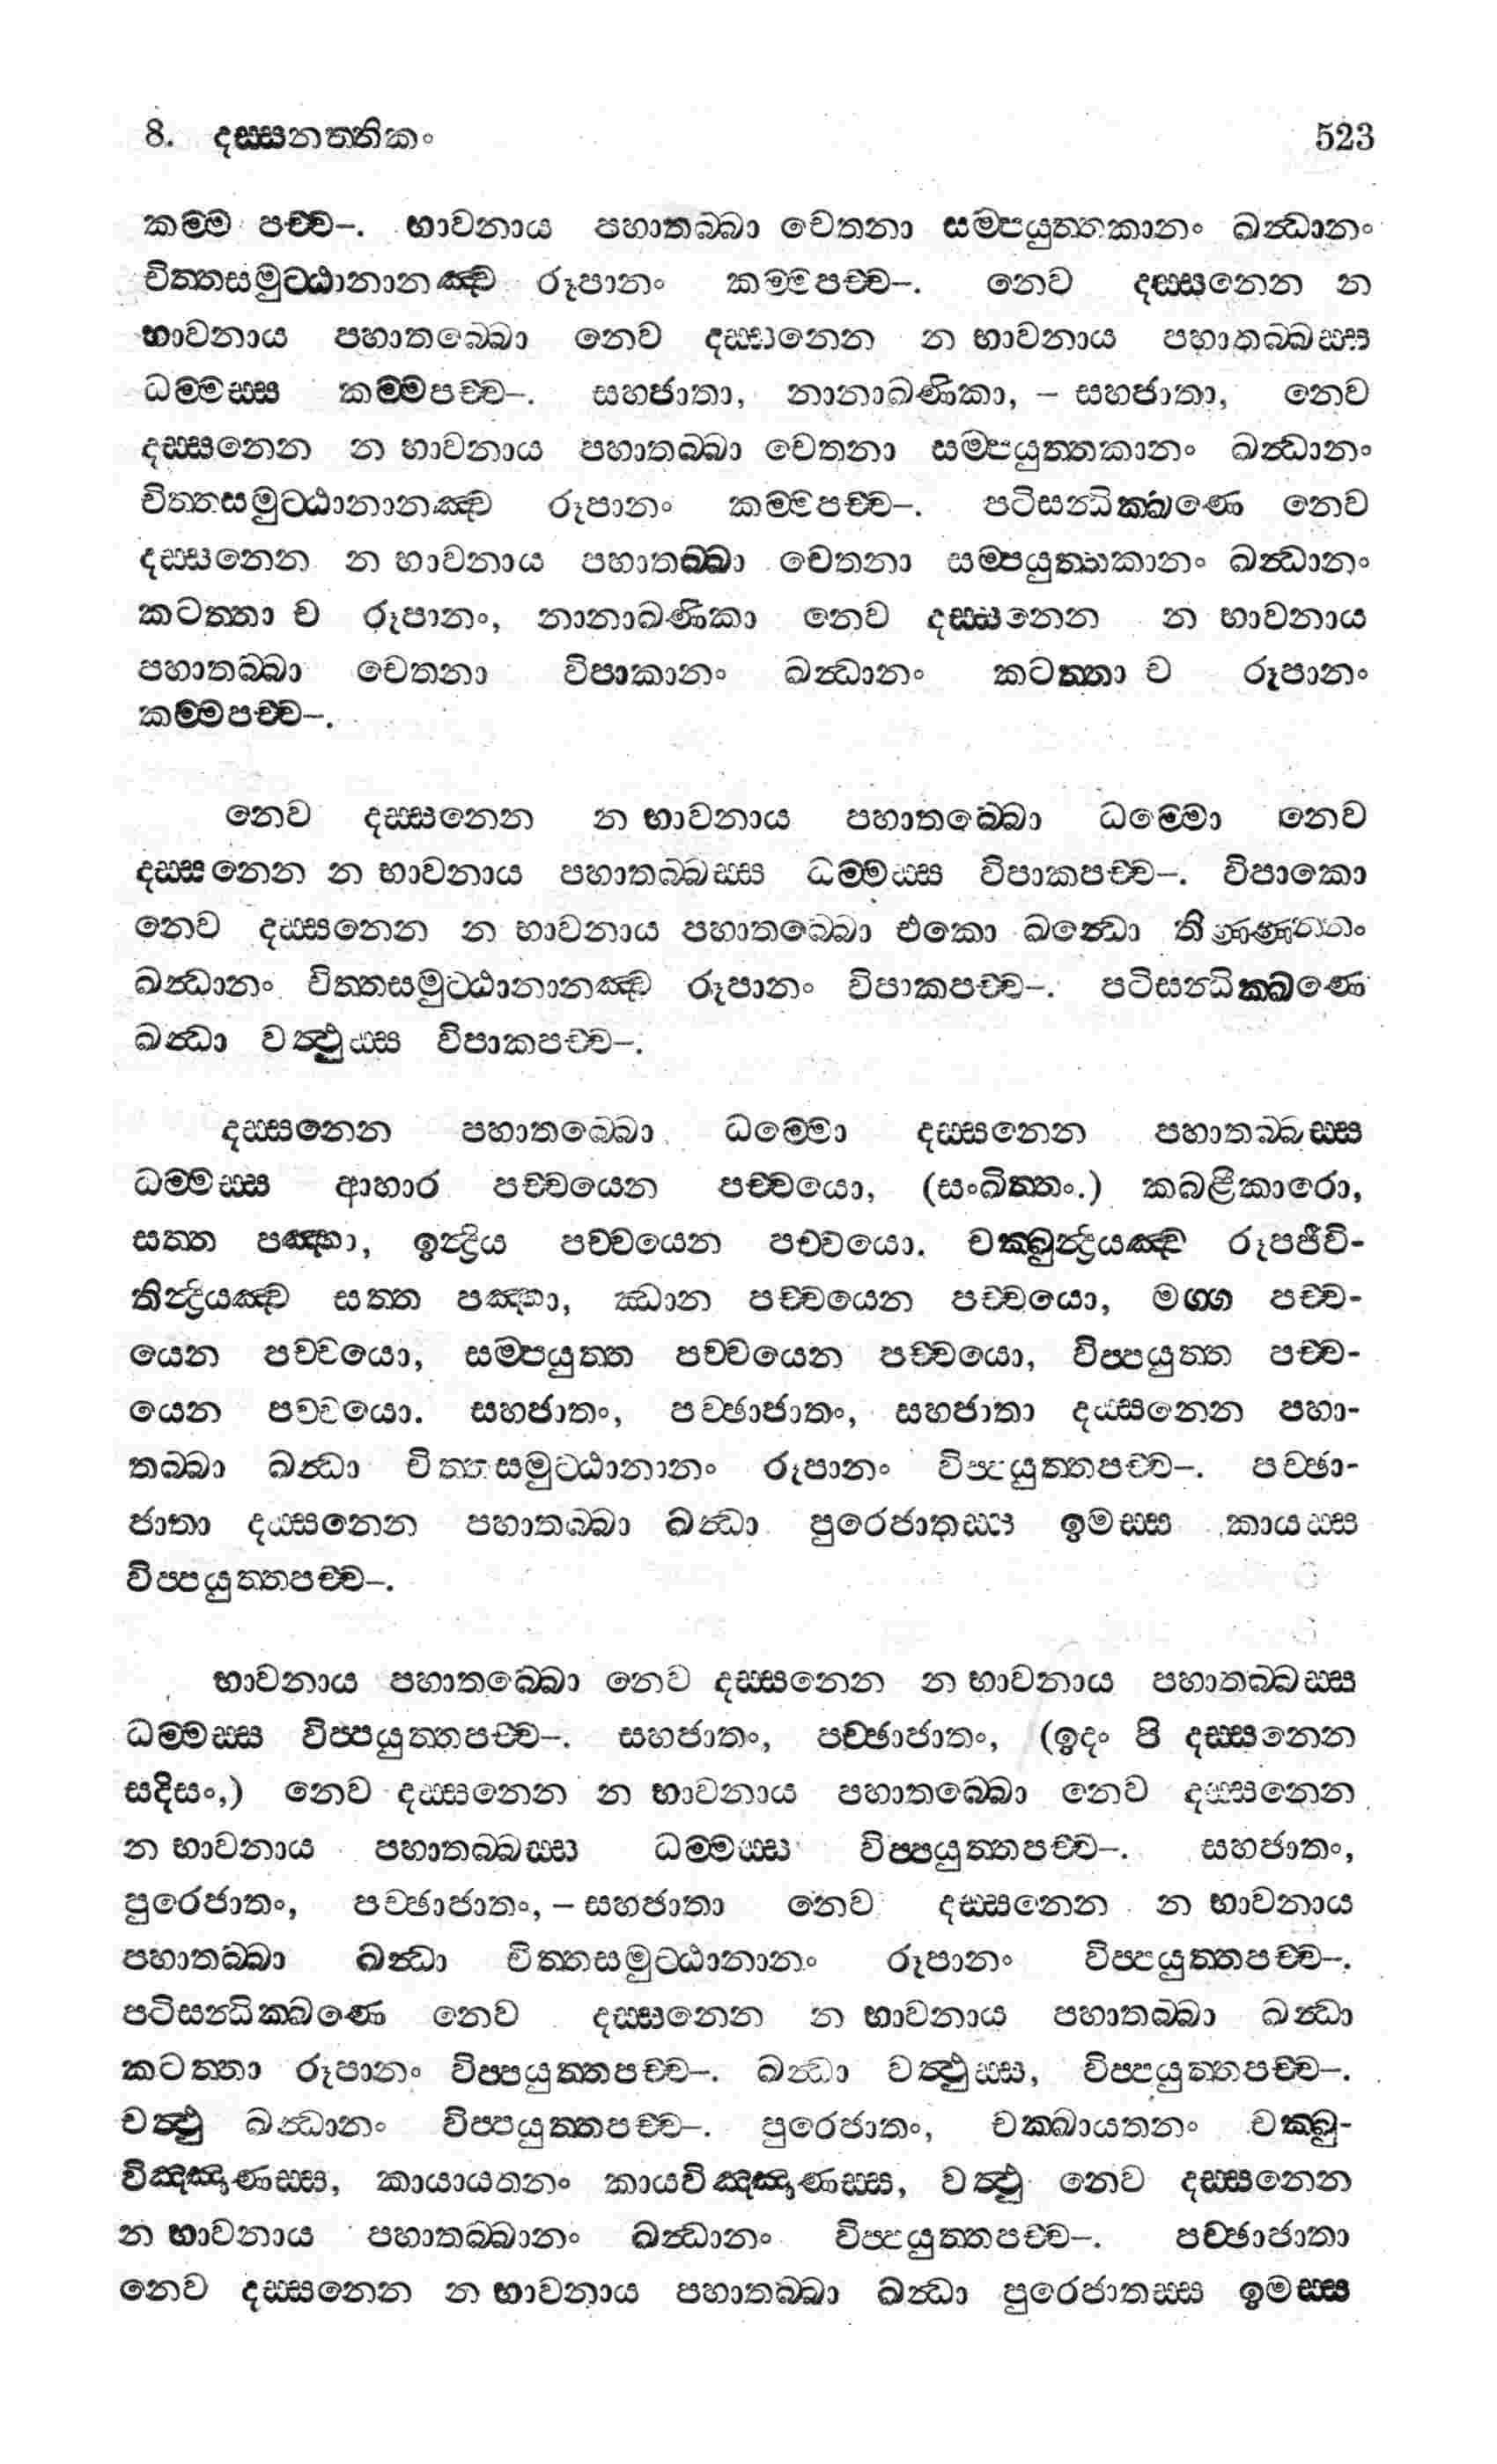 8. දස්සනත්තිකං 523
කම්ම පච්ච–. භාවනාය පහාතබ්බා චෙතනා සම්පයුත්තකානං ඛන්ධානං
චිත්තසමුට්ඨානානඤ්ච රූපානං කම්මපච්ච–. නෙව දස්සනෙන න
භාවනාය පහාතබ්බො නෙව දස්සනෙන න භාවනාය පහාතබ්බස්ස
ධම්මස්ස කම්මපච්ච–. සහජාතා, නානාඛණිකා, – සහජාතා, නෙව
දස්සනෙන න භාවනාය පහාතබ්බා චෙතනා සම්පයුත්තකානං ඛන්ධානං
චිත්තසමුට්ඨානානඤ්ච රූපානං කම්මපච්ච–. පටිසන්ධික්ඛණෙ නෙව
දස්සනෙන න භාවනාය පහාතබ්බා චෙතනා සම්පයුත්තකානං ඛන්ධානං
කටත්තා ච රූපානං, නානාඛණිකා නෙව දස්සනෙන න භාවනාය
පහාතබ්බා චෙතනා විපාකානං ඛන්ධානං කටත්තා ච රූපානං
කම්මපච්ච–.
නෙව දස්සනෙන න භාවනාය පහාතබ්බො ධම්මො නෙව
දස්සනෙන න භාවනාය පහාතබ්බස්ස ධම්මස්ස විපාකපච්ච–. විපාකො
නෙව දස්සනෙන න භාවනාය පහාතබ්බො එකො ඛන්ධො තිණ්ණන්නං
ඛන්ධානං චිත්තසමුට්ඨානානඤ්ච රූපානං විපාකපච්ච–. පටිසන්ධික්ඛණෙ
ඛන්ධා වත්ථුස්ස විපාකපච්ච–.
දස්සනෙන පහාතබ්බො ධම්මො දස්සනෙන පහාතබ්බස්ස
ධම්මස්ස ආහාර පච්චයෙන පච්චයො, (සංඛිත්තං.) කබළීකාරො,
සත්ත පඤ්හා, ඉන්ද්‍රිය පච්චයෙන පච්චයො. චක්ඛුන්ද්‍රියඤ්ච රූපජීවි-
තින්ද්‍රියඤ්ච සත්ත පඤ්හා, ඣාන පච්චයෙන පච්චයො, මග්ග පච්ච-
යෙන පච්චයො, සම්පයුත්ත පච්චයෙන පච්චයො, විප්පයුත්ත පච්ච-
යෙන පච්චයො. සහජාතං, පච්ඡාජාතං, සහජාතා දස්සනෙන පහා-
තබ්බා ඛන්ධා චිත්තසමුට්ඨානානං රූපානං විප්පයුත්තපච්ච–. පච්ඡා-
ජාතා දස්සනෙන පහාතබ්බා ඛන්ධා පුරෙජාතස්ස ඉමස්ස කායස්ස
විප්පයුත්තපච්ච–.
භාවනාය පහාතබ්බො නෙව දස්සනෙන න භාවනාය පහාතබ්බස්ස
ධම්මස්ස විප්පයුත්තපච්ච–. සහජාතං, පච්ඡාජාතං, (ඉදං පි දස්සනෙන
සදිසං,) නෙව දස්සනෙන න භාවනාය පහාතබ්බො නෙව දස්සනෙන
න භාවනාය පහාතබ්බස්ස ධම්මස්ස විප්පයුත්තපච්ච–. සහජාතං,
පුරෙජාතං, පච්ඡාජාතං, – සහජාතා නෙව දස්සනෙන න භාවනාය
පහාතබ්බා ඛන්ධා චිත්තසමුට්ඨානානං රූපානං විප්පයුත්තපච්ච–.
පටිසන්ධික්ඛණෙ නෙව දස්සනෙන න භාවනාය පහාතබ්බා ඛන්ධා
කටත්තා රූපානං විප්පයුත්තපච්ච–. ඛන්ධා වත්ථුස්ස, විප්පයුත්තපච්ච–.
වත්ථු ඛන්ධානං විප්පයුත්තපච්ච–. පුරෙජාතං, චක්ඛායතනං චක්ඛු-
විඤ්ඤාණස්ස, කායායතනං කායවිඤ්ඤාණස්ස, වත්ථු නෙව දස්සනෙන
න භාවනාය පහාතබ්බානං ඛන්ධානං විප්පයුත්තපච්ච–. පච්ඡාජාතා
නෙව දස්සනෙන න භාවනාය පහාතබ්බා ඛන්ධා පුරෙජාතස්ස ඉමස්ස